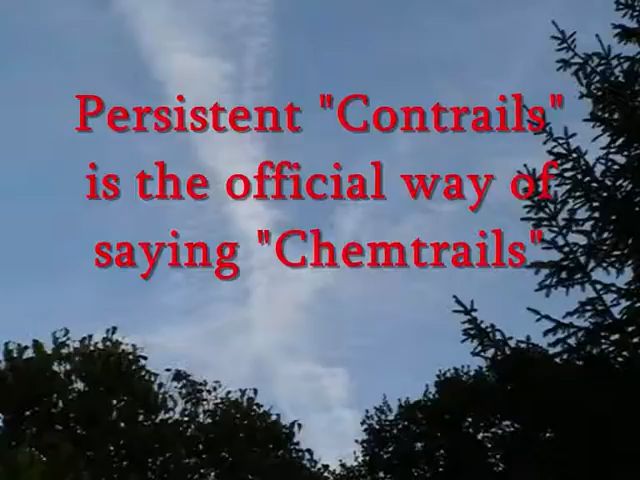 Persistent "Contrails"
is the official way of
saying "Chemtrails"